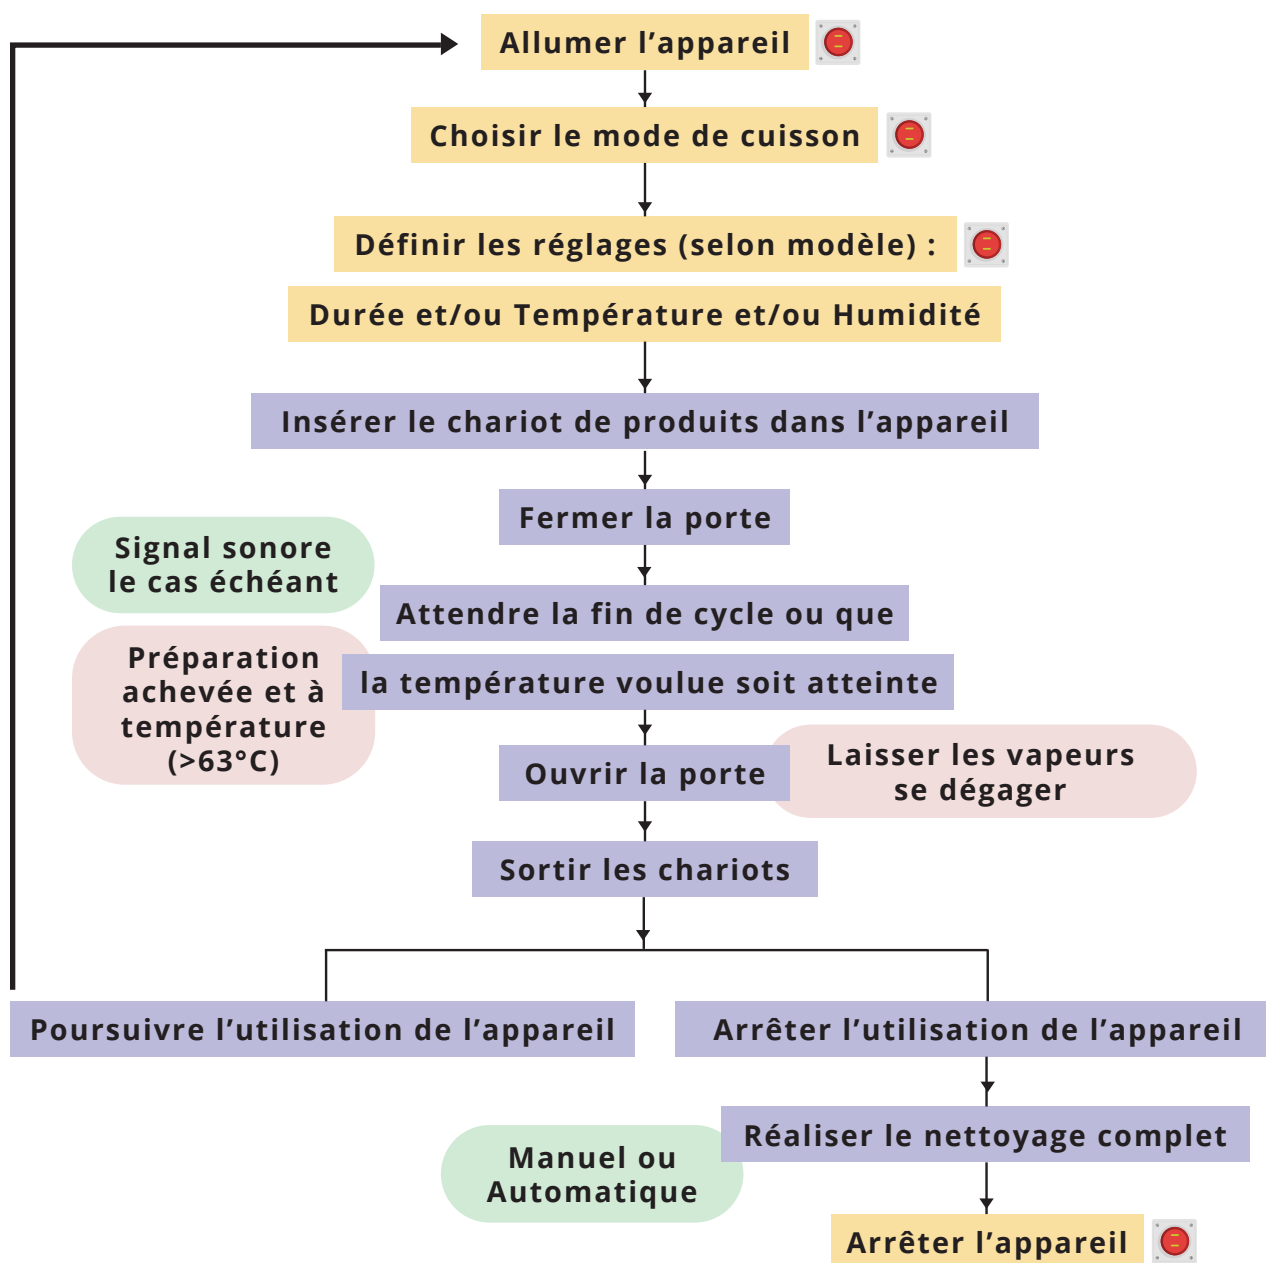 Allumer l’appareil
Choisir le mode de cuisson
Définir les réglages (selon modèle) :
Durée et/ou Température et/ou Humidité
Insérer le chariot de produits dans l’appareil
Fermer la porte
Signal sonore
le cas échéant
Attendre la fin de cycle ou que
la température voulue soit atteinte
Préparation
achevée et à
température
(>63°C)
Ouvrir la porte
Laisser les vapeurs
se dégager
Sortir les chariots
Poursuivre l’utilisation de l’appareil
Arrêter l’utilisation de l’appareil
Réaliser le nettoyage complet
Manuel ou
Automatique
Arrêter l’appareil